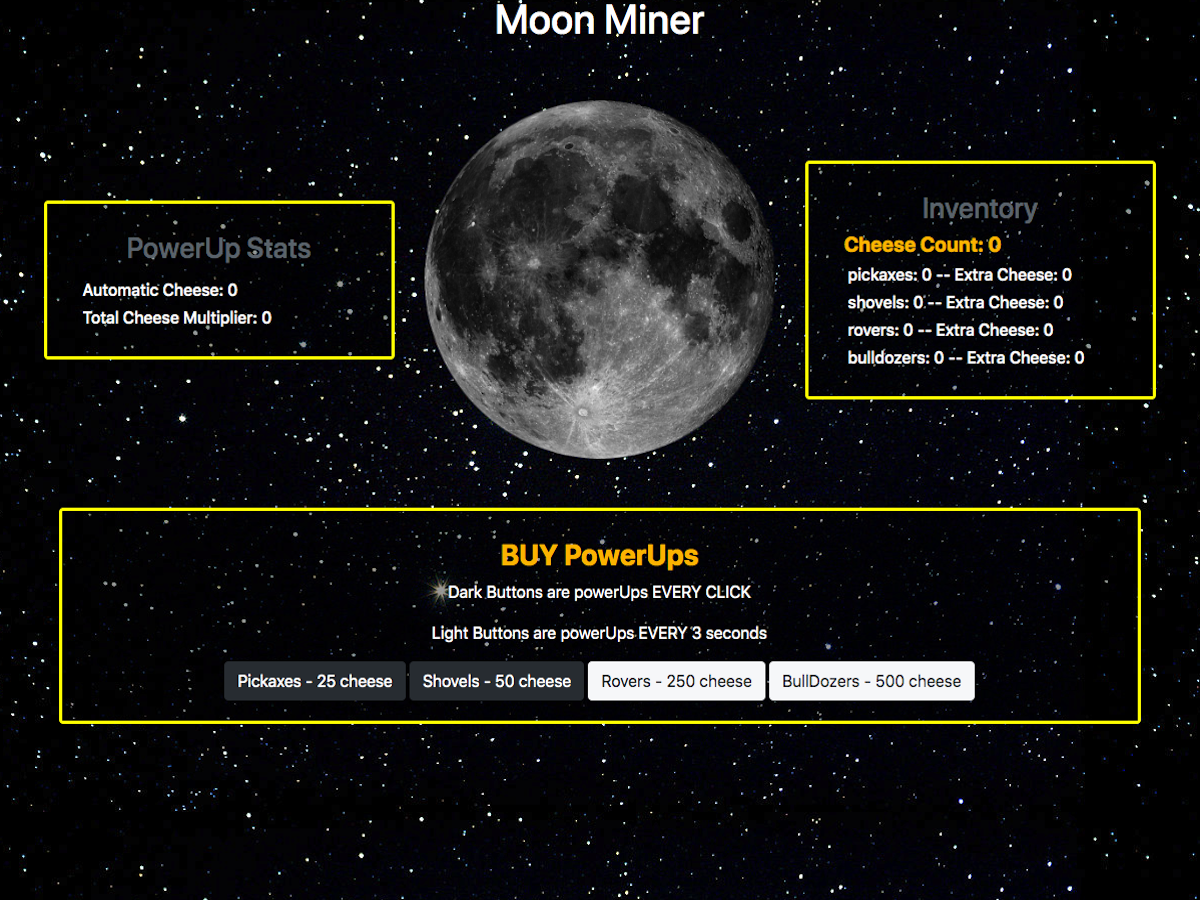 Moon Miner
PowerUp Stats
Automatic Cheese: 0
Total Cheese Multiplier: 0
Inventory
Cheese Count: 0
pickaxes: 0 -- Extra Cheese: 0
shovels: 0 -- Extra Cheese: 0
rovers: 0 -- Extra Cheese: 0
bulldozers: 0 -- Extra Cheese: 0
BUY PowerUps
Dark Buttons are powerUps EVERY CLICK
Light Buttons are powerUps EVERY 3 seconds
Pickaxes - 25 cheese Shovels - 50 cheese Rovers - 250 cheese BullDozers - 500 cheese